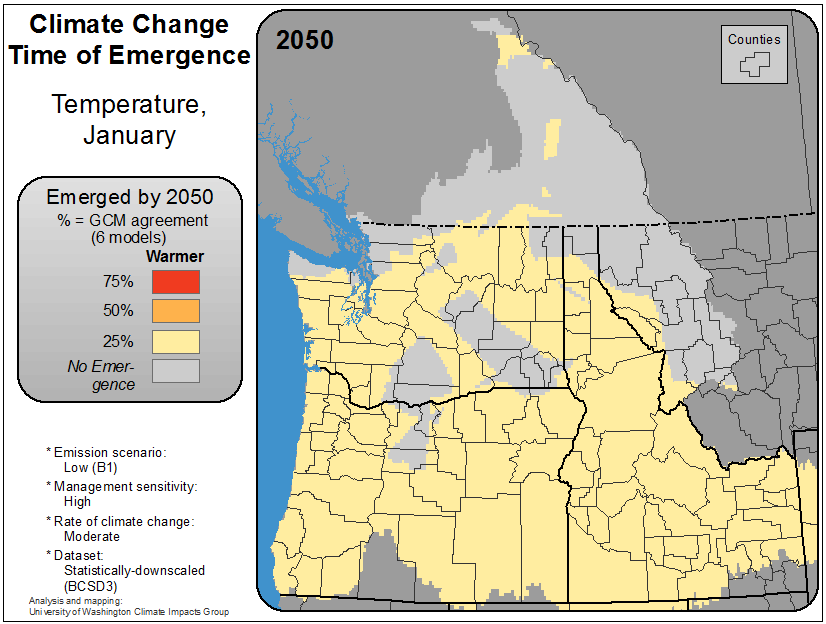 Climate Change
Time of Emergence
Temperature,
January
Emerged by 2050
% = GCM agreement
(6 models)
Warmer
75%
50%
25%
No Emer-
gence
* Emission scenario:
Low (B1)
* Management sensitivity:
High
* Rate of climate change:
Moderate
* Dataset:
Statistically-downscaled
(BCSD3)
Analysis and mapping:
University of Washington Climate Impacts Group
2050
Counties